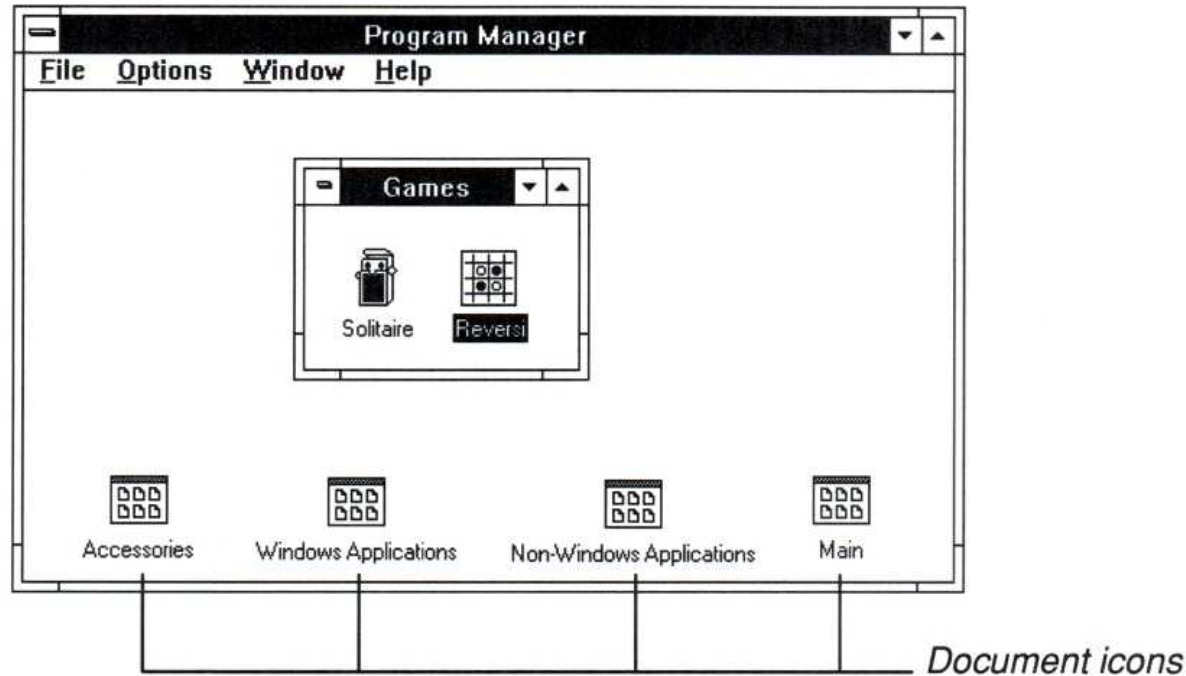 Program Manager
File Options Window Help
Games
Solitaire Reversi
Accessories Windows Applications Non-Windows Applications Main
Document icons